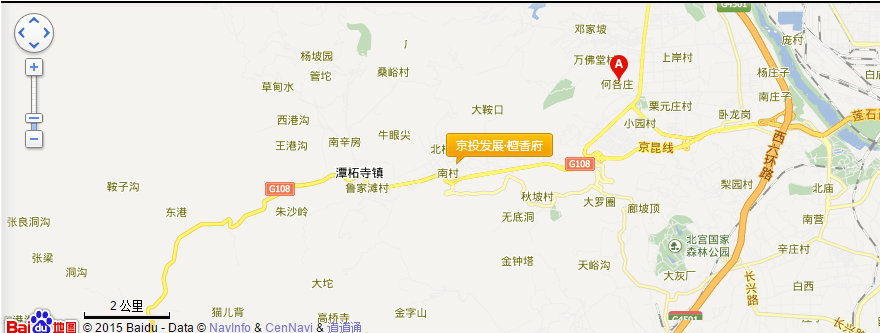 G4501
邓家坡
庞村
杨坡园
万佛堂村
上岸村
A
管坨
桑峪村
杨庄子
草甸水
何各庄
南庄子
大鞍口
栗元庄村
卧龙岗
西港沟
小园村
莲石
牛眼尖
南辛房
王港沟
京投发展·檀香府
京昆线
西六环路
G108
潭柘寺镇
南村
鞍子沟
G108
鲁家滩村
梨园村
北庙
秋坡村
大罗圈
东港
朱沙岭
廊坡顶
无底洞
南营
张良洞沟
北宫国家
森林公园
辛庄村
张梁
金钟塔
天峪沟
洞沟
大灰厂
长兴路
大坨
白西
2 公里
猫儿背
高桥寺
金字山
G4501
长兴
Bai du 地图
© 2015 Baidu - Data © NavInfo & CenNavi & 道道通